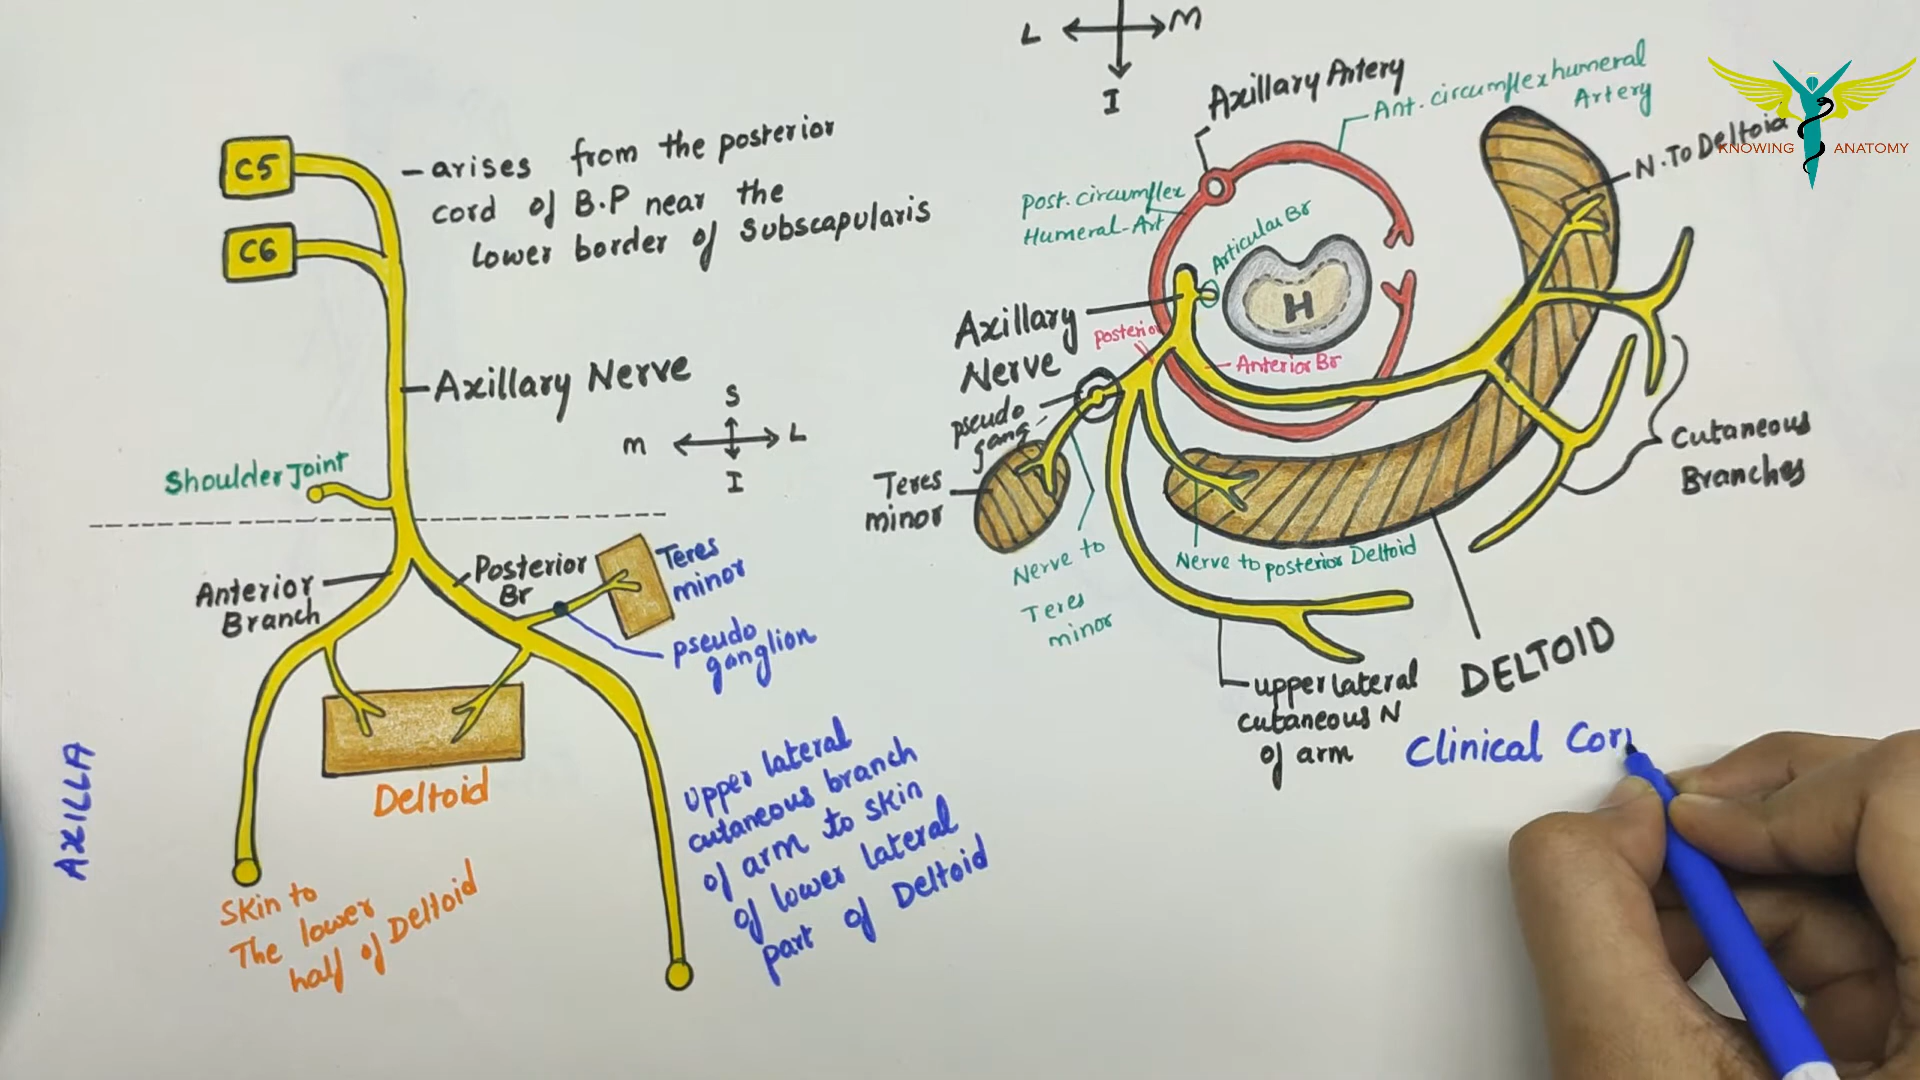 C5
C6
- arises from the posterior
cord of B.P near the
lower border of Subscapularis
Axillary Nerve
S
m L
I
Shoulder Joint
Anterior
Branch
Posterior
Br
Teres
minor
pseudo
ganglion
Deltoid
AXILLA
Skin to
The lower
half of Deltoid
Upper lateral
cutaneous branch
of arm to skin
of lower lateral
part of Deltoid
L M
I
Axillary Artery
Ant. circumflex humeral
Artery
N. To Deltoid
KNOWING ANATOMY
Post. circumflex
Humeral-Art
Articular Br
H
Axillary
Nerve
posterior
Anterior Br
pseudo
gang
Teres
minor
Cutaneous
Branches
Nerve to
Teres
minor
Nerve to posterior Deltoid
DELTOID
upper lateral
cutaneous N
of arm
Clinical Cor